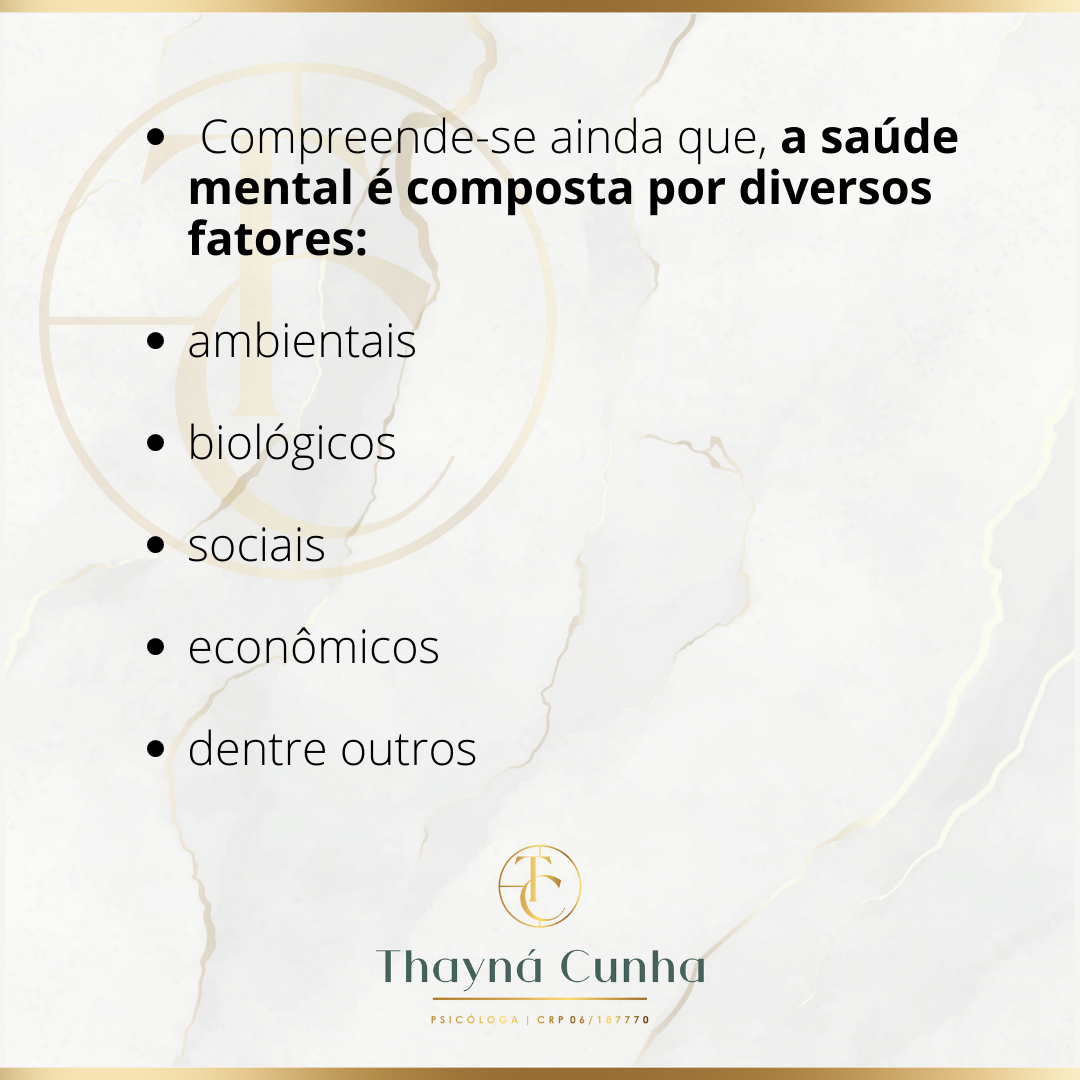 • Compreende-se ainda que, a saúde
mental é composta por diversos
fatores:
• ambientais
• biológicos
• sociais
• econômicos
• dentre outros
TC
Thayná Cunha
PSICÓLOGA | CRP 06/187770